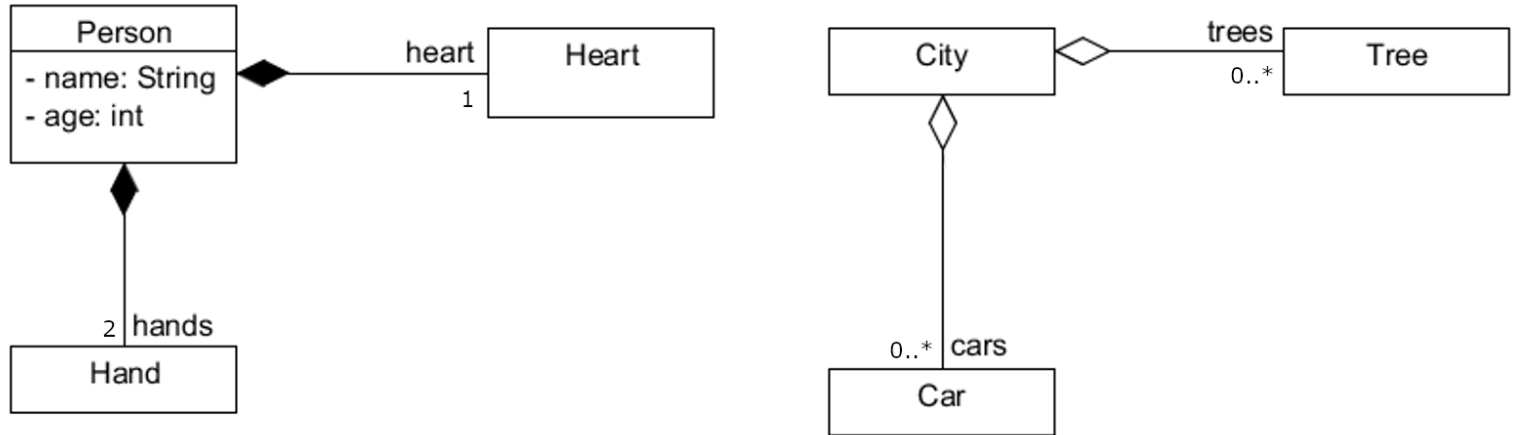 Person
- name: String
- age: int
heart
1
Heart
2 hands
Hand
City
trees
0..*
Tree
0..* cars
Car